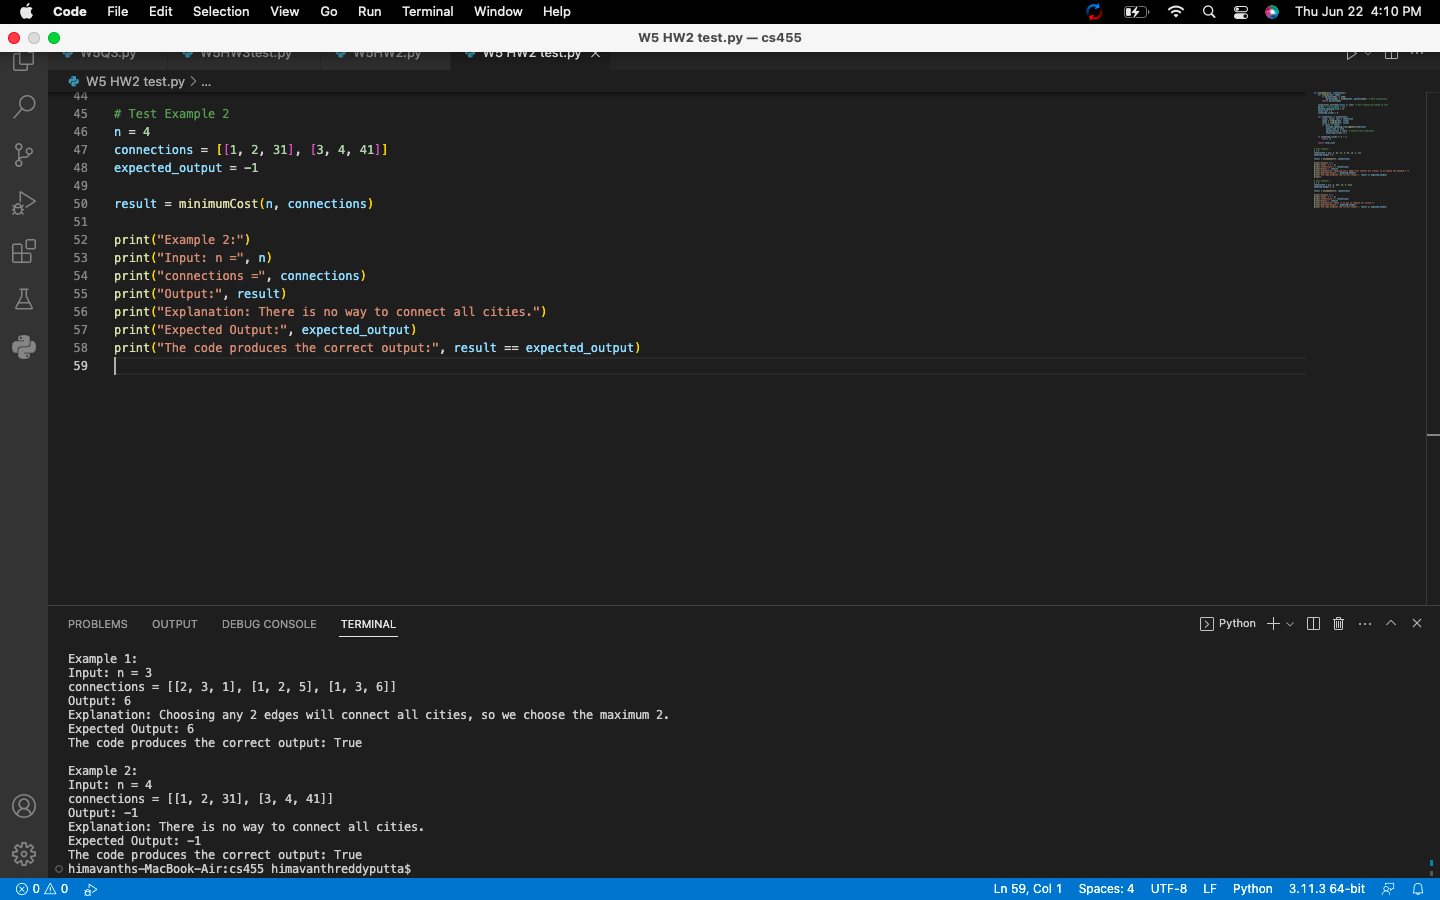 Code File Edit Selection View Go Run Terminal Window Help Thu Jun 22 4:10 PM
W5 HW2 test.py — cs455
W5Q3.py W5HW3test.py W5HW2.py W5 HW2 test.py
W5 HW2 test.py > ...
44
45 # Test Example 2
46 n = 4
47 connections = [[1, 2, 31], [3, 4, 41]]
48 expected_output = -1
49
50 result = minimumCost(n, connections)
51
52 print("Example 2:")
53 print("Input: n =", n)
54 print("connections =", connections)
55 print("Output:", result)
56 print("Explanation: There is no way to connect all cities.")
57 print("Expected Output:", expected_output)
58 print("The code produces the correct output:", result == expected_output)
59
PROBLEMS OUTPUT DEBUG CONSOLE TERMINAL Python
Example 1:
Input: n = 3
connections = [[2, 3, 1], [1, 2, 5], [1, 3, 6]]
Output: 6
Explanation: Choosing any 2 edges will connect all cities, so we choose the maximum 2.
Expected Output: 6
The code produces the correct output: True
Example 2:
Input: n = 4
connections = [[1, 2, 31], [3, 4, 41]]
Output: -1
Explanation: There is no way to connect all cities.
Expected Output: -1
The code produces the correct output: True
himavanths-MacBook-Air:cs455 himavanthreddyputta$
0 0 Ln 59, Col 1 Spaces: 4 UTF-8 LF Python 3.11.3 64-bit